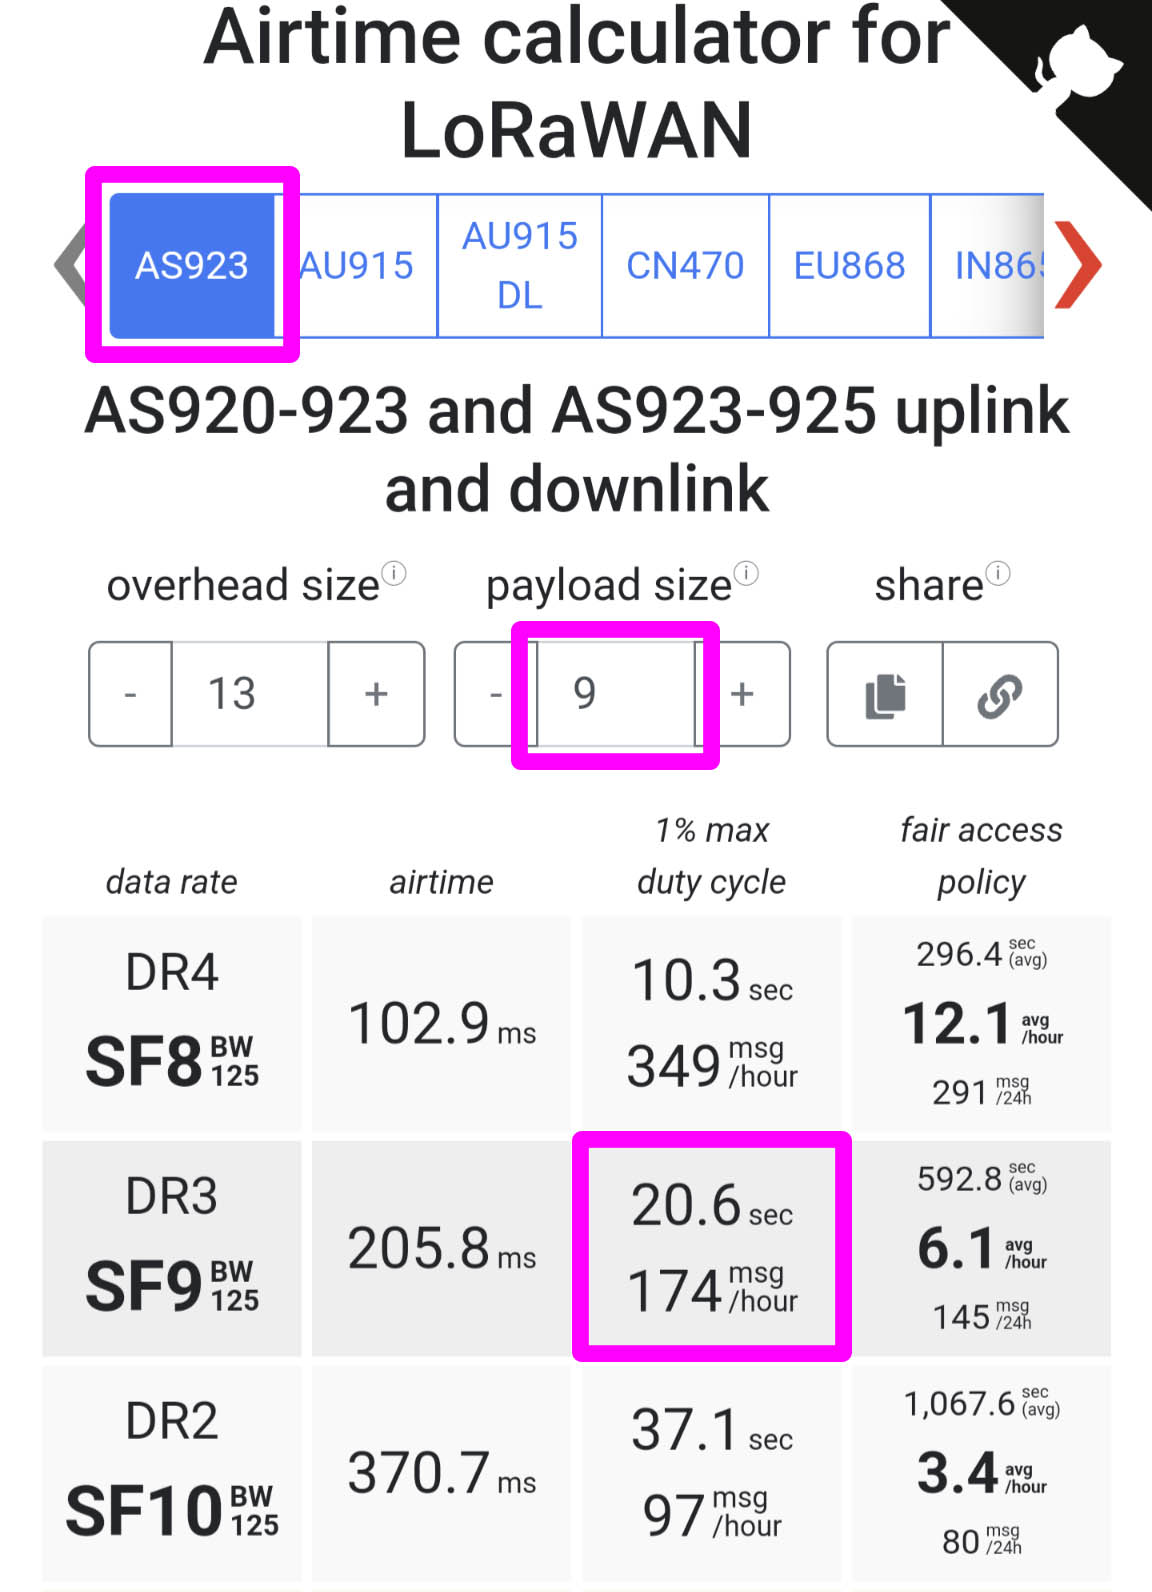 Airtime calculator for
LoRaWAN
AS923
AU915
AU915
DL
CN470
EU868
IN865
AS920-923 and AS923-925 uplink
and downlink
overhead size
payload size
share
- 13 +
- 9 +
data rate
airtime
1% max
duty cycle
fair access
policy
DR4
SF8 BW 125
102.9 ms
10.3 sec
349 msg /hour
296.4 sec (avg)
12.1 avg /hour
291 msg /24h
DR3
SF9 BW 125
205.8 ms
20.6 sec
174 msg /hour
592.8 sec (avg)
6.1 avg /hour
145 msg /24h
DR2
SF10 BW 125
370.7 ms
37.1 sec
97 msg /hour
1,067.6 sec (avg)
3.4 avg /hour
80 msg /24h